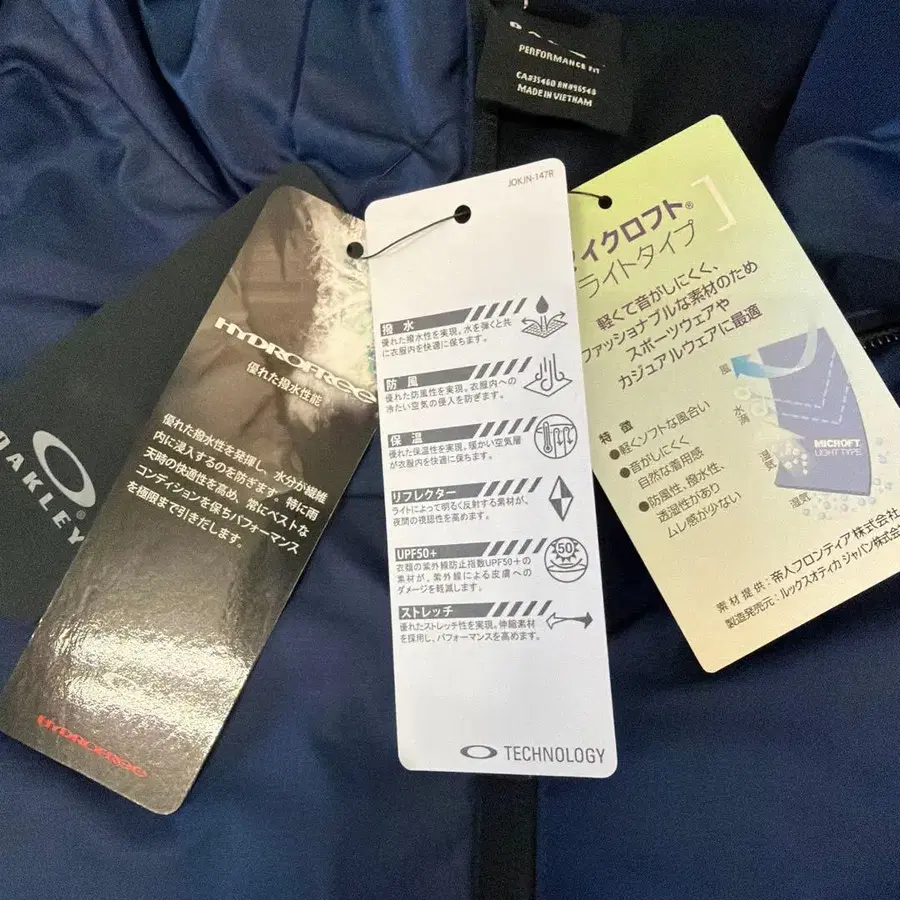 PERFORMANCE FIT
CA#35460 RN#96548
MADE IN VIETNAM
OAKLEY
HYDROFREE
優れた撥水性能
優れた撥水性を発揮し、水分が繊維
内に浸入するのを防ぎます。特に雨
天時の快適性を高め、常にベストな
コンディションを保ちパフォーマンス
を極限まで引きだします。
HYDROFREE
JOKJN-147R
撥水
優れた撥水性を実現。水を弾くと共
に衣服内を快適に保ちます。
防風
優れた防風性を実現。衣服内への
冷たい空気の侵入を防ぎます。
保温
優れた保温性を実現。暖かい空気層
が衣服内を快適に保ちます。
リフレクター
ライトによって明るく反射する素材が、
夜間の視認性を高めます。
UPF50+
衣類の紫外線防止指数UPF50+の
素材が、紫外線による皮膚への
ダメージを軽減します。
50
ストレッチ
優れたストレッチ性を実現。伸縮素材
を採用し、パフォーマンスを高めます。
TECHNOLOGY
イクロフト®
ライトタイプ
軽くて音がしにくく、
ファッショナブルな素材のため
スポーツウェアや
カジュアルウェアに最適
風
水滴
特徴
●軽くソフトな風合い
●音がしにくく
自然な着用感
●防風性、撥水性、
透湿性があり
ムレ感が少ない
MICROFT
LIGHT TYPE
湿気
湿気
素材提供:帝人フロンティア株式会社
製造発売元:ルックスオティカ ジャパン株式会社